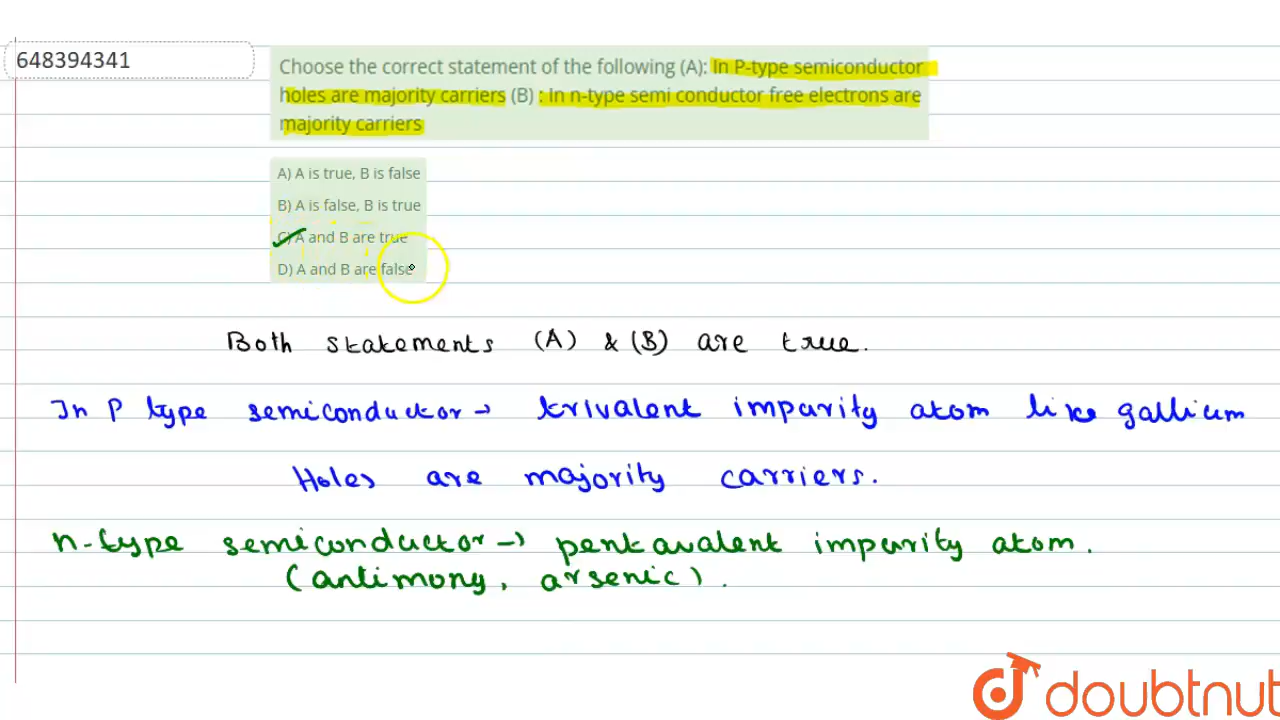 648394341
Choose the correct statement of the following (A): In P-type semiconductor
holes are majority carriers (B) : In n-type semi conductor free electrons are
majority carriers
A) A is true, B is false
B) A is false, B is true
C) A and B are true
D) A and B are false
Both statements (A) & (B) are true.
In P type semiconductor → trivalent impurity atom like gallium
Holes are majority carriers.
n-type semiconductor → pentavalent impurity atom.
(antimony, arsenic).
doubtnut